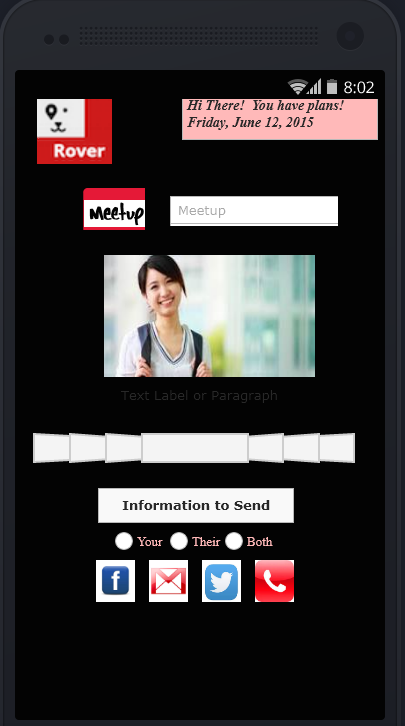 8:02
Hi There! You have plans!
Friday, June 12, 2015
Rover
Meetup
Meetup
Text Label or Paragraph
Information to Send
Your Their Both
f